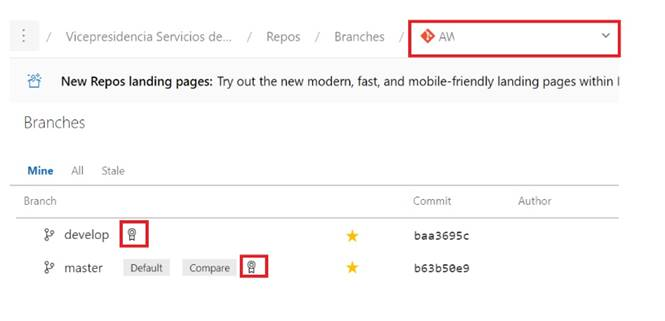 / Vicepresidencia Servicios de... / Repos / Branches / AW
New Repos landing pages: Try out the new modern, fast, and mobile-friendly landing pages within
Branches
Mine All Stale
Branch Commit Author
develop baa3695c
master Default Compare b63b50e9